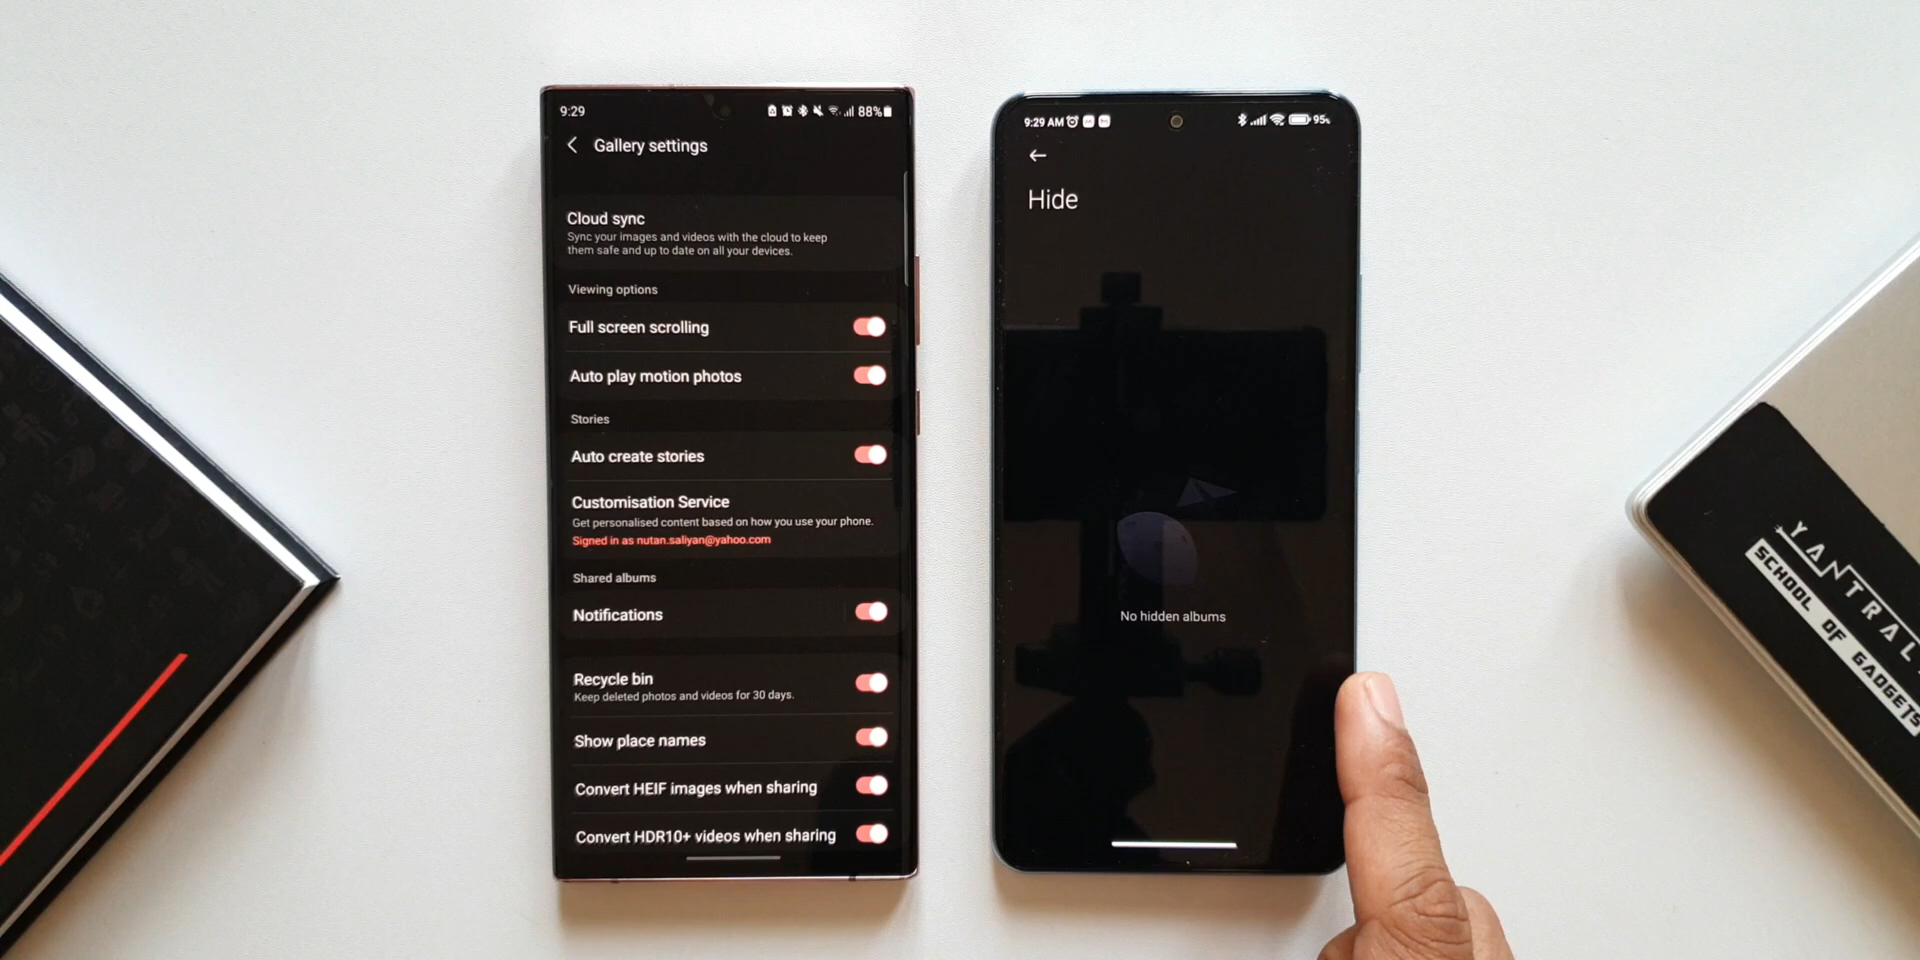 9:29
88%
Gallery settings
Cloud sync
Sync your images and videos with the cloud to keep
them safe and up to date on all your devices.
Viewing options
Full screen scrolling
Auto play motion photos
Stories
Auto create stories
Customisation Service
Get personalised content based on how you use your phone.
Signed in as nutan.saliyan@yahoo.com
Shared albums
Notifications
Recycle bin
Keep deleted photos and videos for 30 days.
Show place names
Convert HEIF images when sharing
Convert HDR10+ videos when sharing
9:29 AM
95%
Hide
No hidden albums
YANTRAL
SCHOOL OF GADGETS